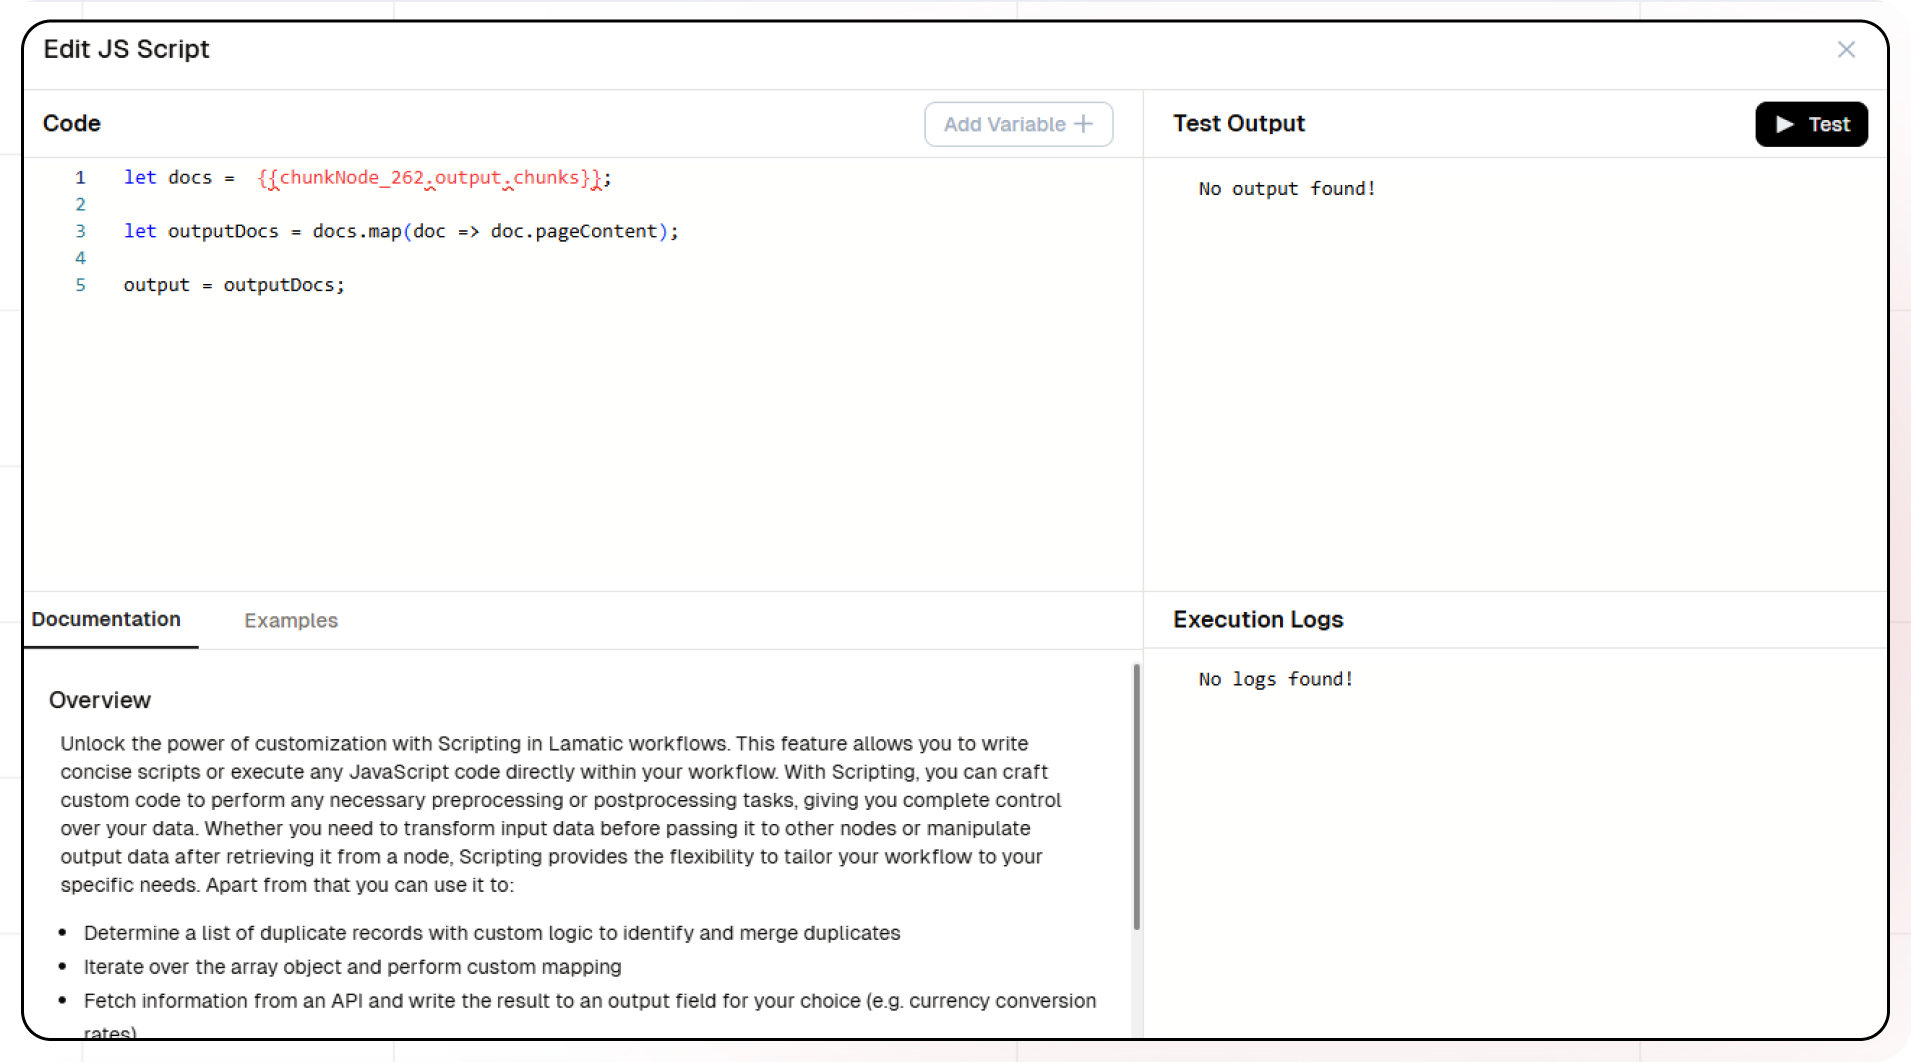 Edit JS Script
Code
Add Variable +
Test Output
Test
1 let docs =  {{chunkNode_262.output.chunks}};
2
3 let outputDocs = docs.map(doc => doc.pageContent);
4
5 output = outputDocs;
No output found!
Documentation
Examples
Execution Logs
No logs found!
Overview
Unlock the power of customization with Scripting in Lamatic workflows. This feature allows you to write
concise scripts or execute any JavaScript code directly within your workflow. With Scripting, you can craft
custom code to perform any necessary preprocessing or postprocessing tasks, giving you complete control
over your data. Whether you need to transform input data before passing it to other nodes or manipulate
output data after retrieving it from a node, Scripting provides the flexibility to tailor your workflow to your
specific needs. Apart from that you can use it to:
• Determine a list of duplicate records with custom logic to identify and merge duplicates
• Iterate over the array object and perform custom mapping
• Fetch information from an API and write the result to an output field for your choice (e.g. currency conversion
rates)